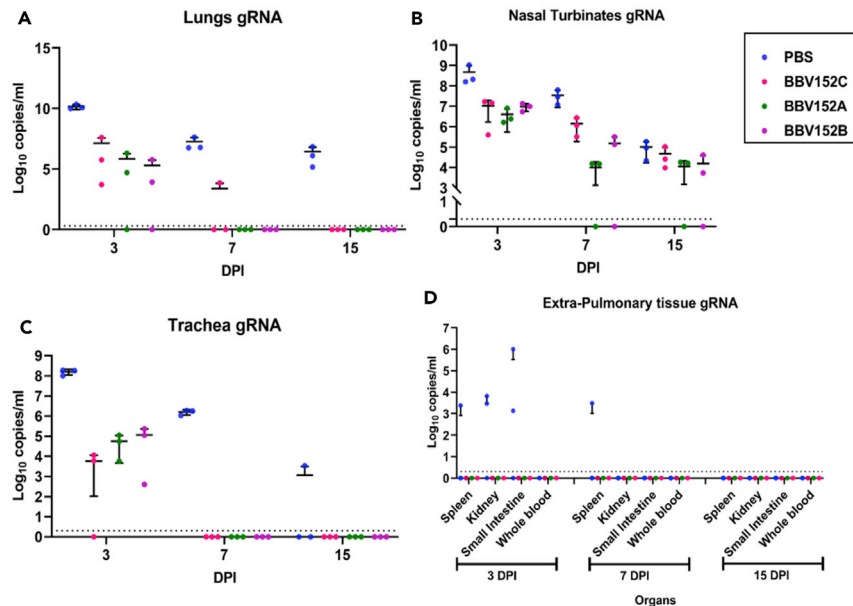 A
Lungs gRNA
15
10
5
0
Log10 copies/ml
3
7
15
DPI
B
Nasal Turbinates gRNA
10
9
8
7
6
5
4
3
1
0
Log10 copies/ml
3
7
15
DPI
PBS
BBV152C
BBV152A
BBV152B
C
Trachea gRNA
9
8
7
6
5
4
3
2
1
0
Log10 copies/ml
3
7
15
DPI
D
Extra-Pulmonary tissue gRNA
7
6
5
4
3
2
1
0
Log10 copies/ml
Spleen
Kidney
Small Intestine
Whole blood
Spleen
Kidney
Small Intestine
Whole blood
Spleen
Kidney
Small Intestine
Whole blood
3 DPI
7 DPI
15 DPI
Organs